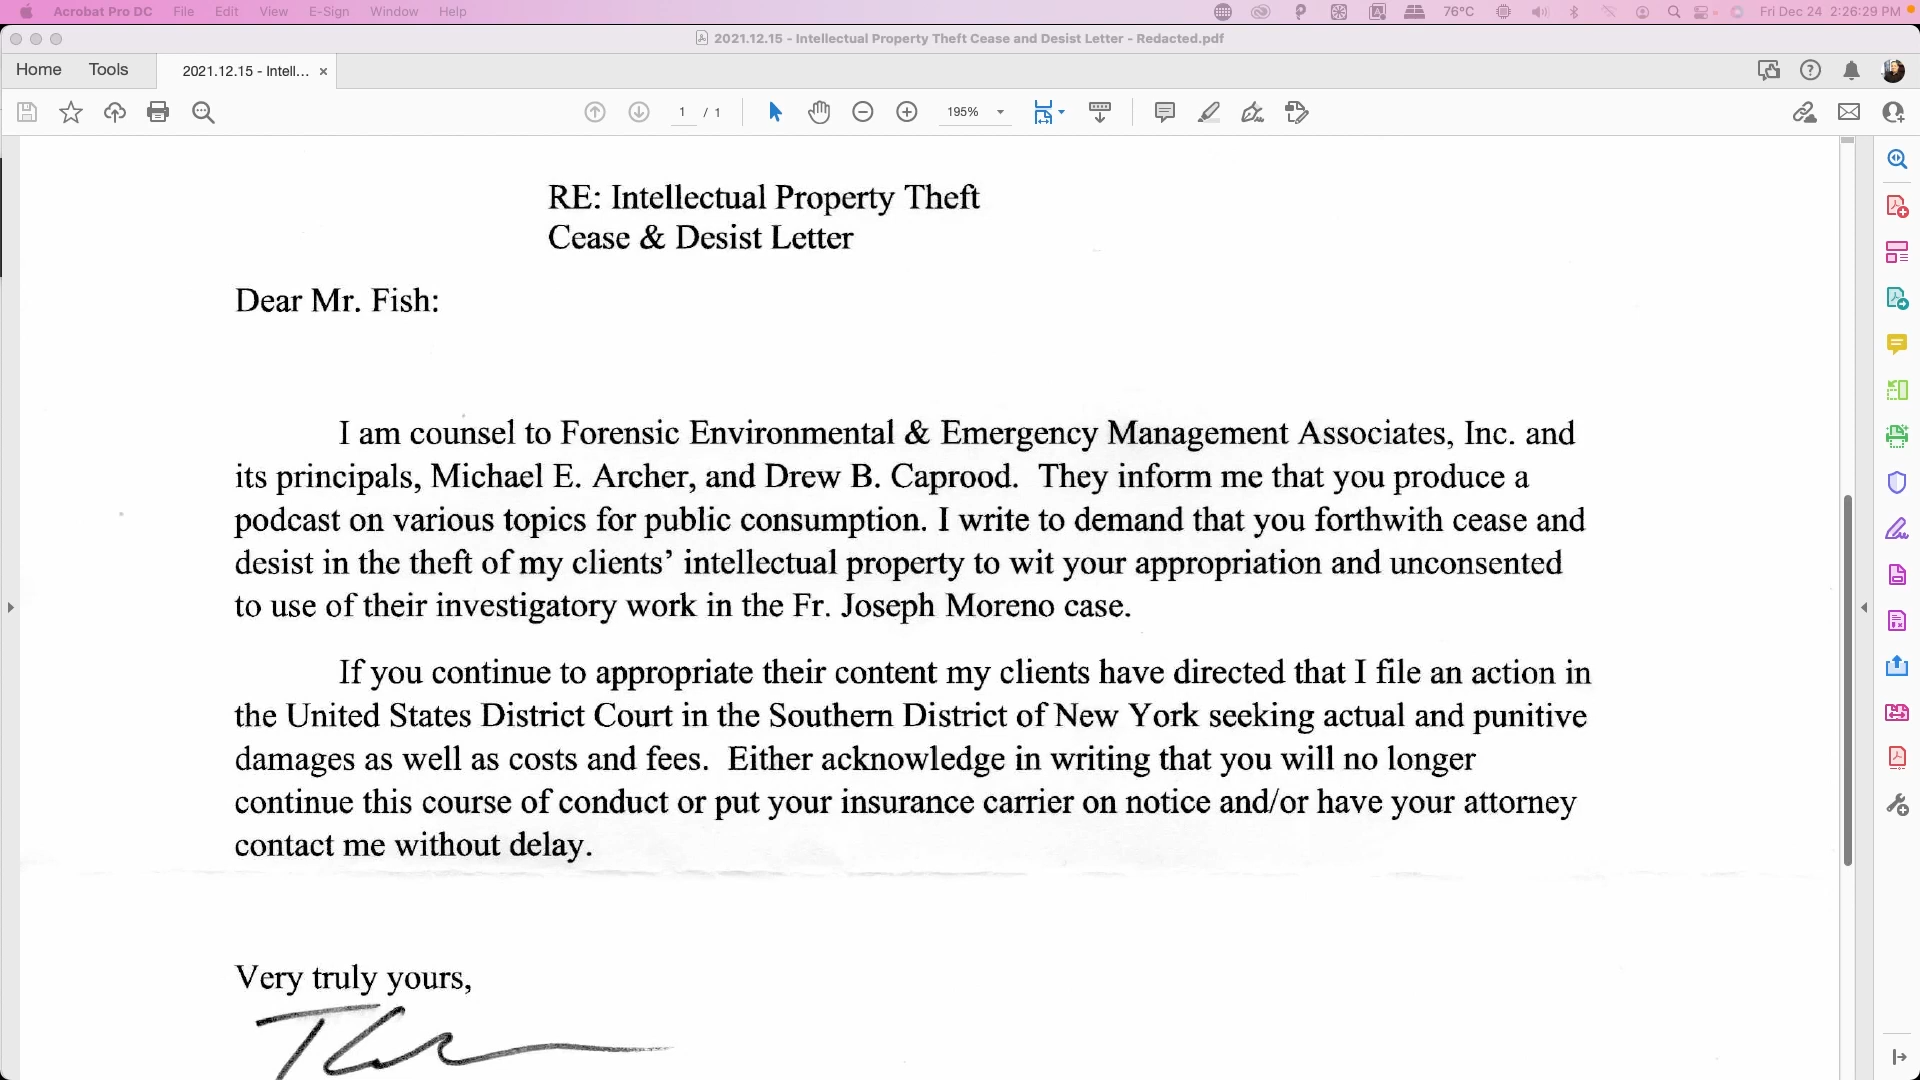 Acrobat Pro DC File Edit View E-Sign Window Help 76°C Fri Dec 24 2:26:29 PM
2021.12.15 - Intellectual Property Theft Cease and Desist Letter - Redacted.pdf
Home Tools 2021.12.15 - Intell... ×
1 / 1 195%
RE: Intellectual Property Theft
Cease & Desist Letter
Dear Mr. Fish:
I am counsel to Forensic Environmental & Emergency Management Associates, Inc. and
its principals, Michael E. Archer, and Drew B. Caprood. They inform me that you produce a
podcast on various topics for public consumption. I write to demand that you forthwith cease and
desist in the theft of my clients’ intellectual property to wit your appropriation and unconsented
to use of their investigatory work in the Fr. Joseph Moreno case.
If you continue to appropriate their content my clients have directed that I file an action in
the United States District Court in the Southern District of New York seeking actual and punitive
damages as well as costs and fees. Either acknowledge in writing that you will no longer
continue this course of conduct or put your insurance carrier on notice and/or have your attorney
contact me without delay.
Very truly yours,